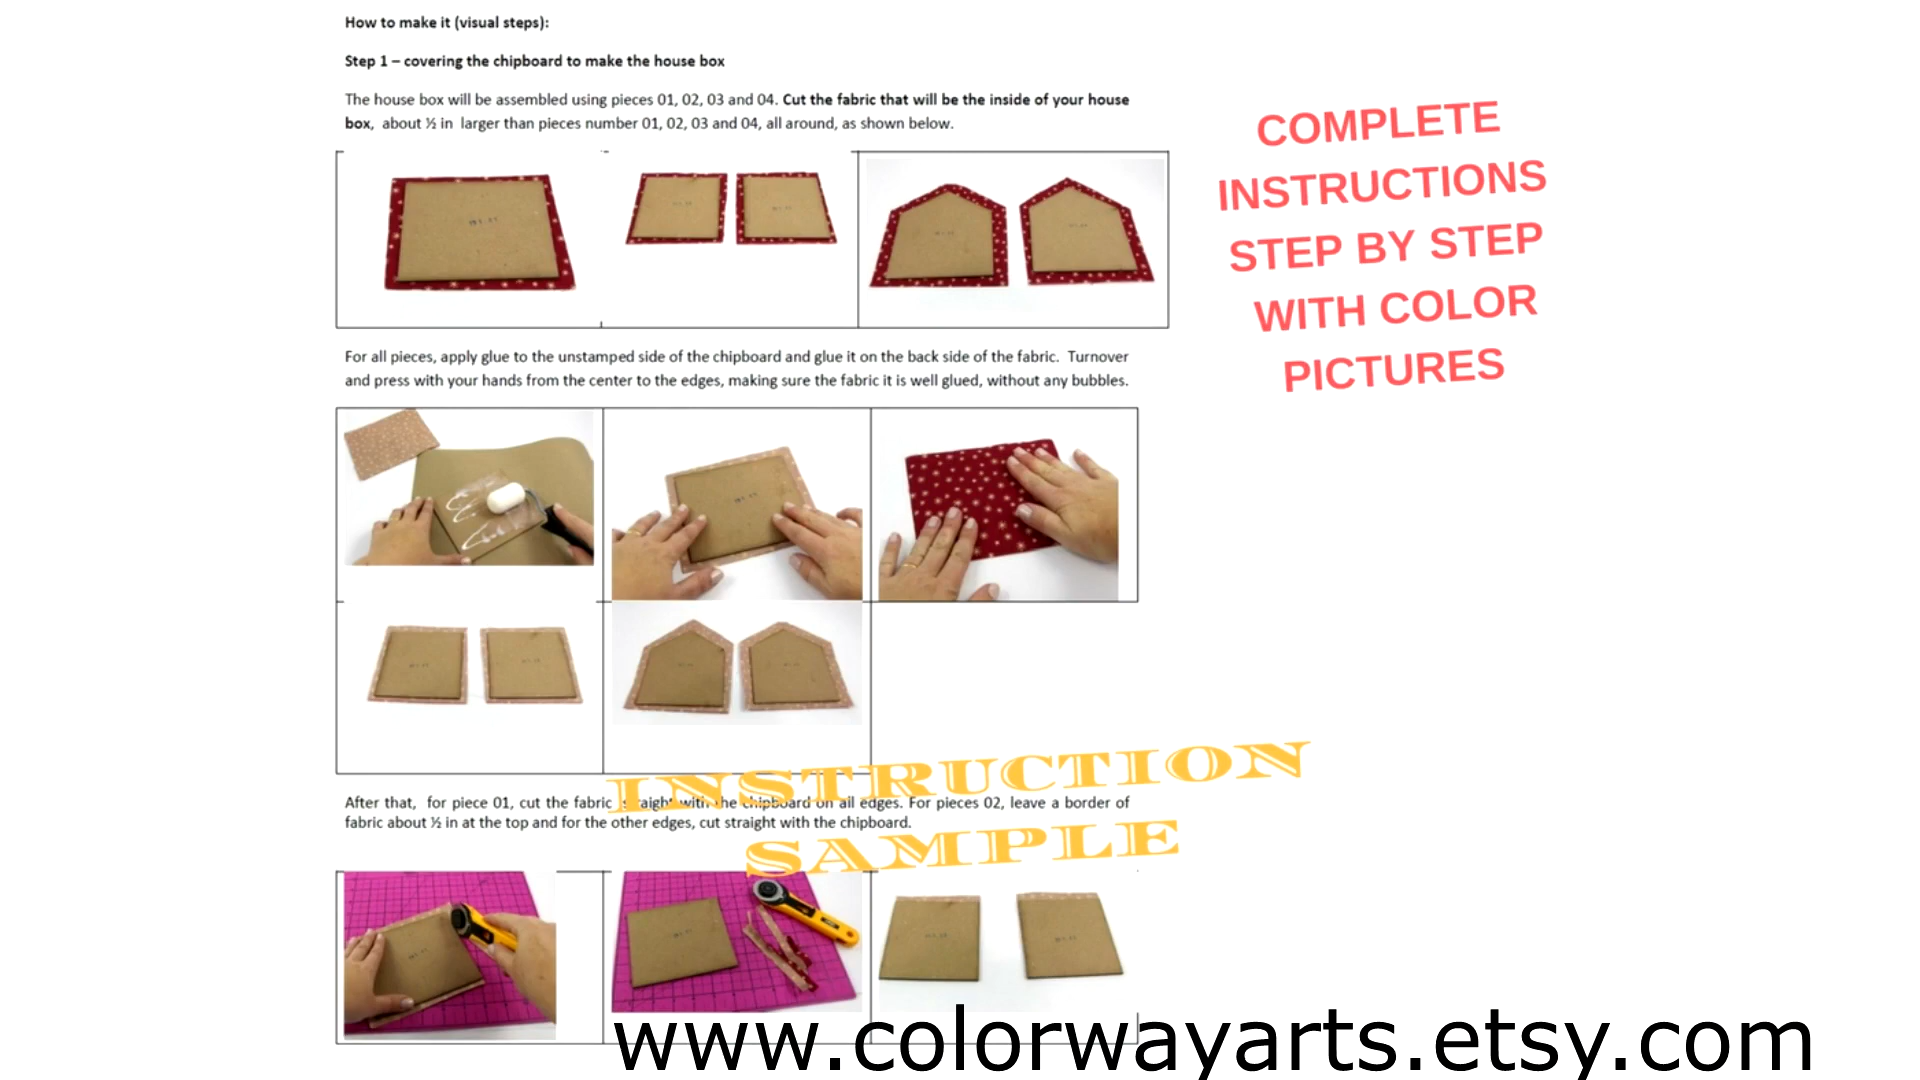 How to make it (visual steps):
Step 1 – covering the chipboard to make the house box
The house box will be assembled using pieces 01, 02, 03 and 04. Cut the fabric that will be the inside of your house
box, about ½ in larger than pieces number 01, 02, 03 and 04, all around, as shown below.
COMPLETE
INSTRUCTIONS
STEP BY STEP
WITH COLOR
PICTURES
For all pieces, apply glue to the unstamped side of the chipboard and glue it on the back side of the fabric. Turnover
and press with your hands from the center to the edges, making sure the fabric it is well glued, without any bubbles.
INSTRUCTION
SAMPLE
After that, for piece 01, cut the fabric straight with the chipboard on all edges. For pieces 02, leave a border of
fabric about ½ in at the top and for the other edges, cut straight with the chipboard.
www.colorwayarts.etsy.com